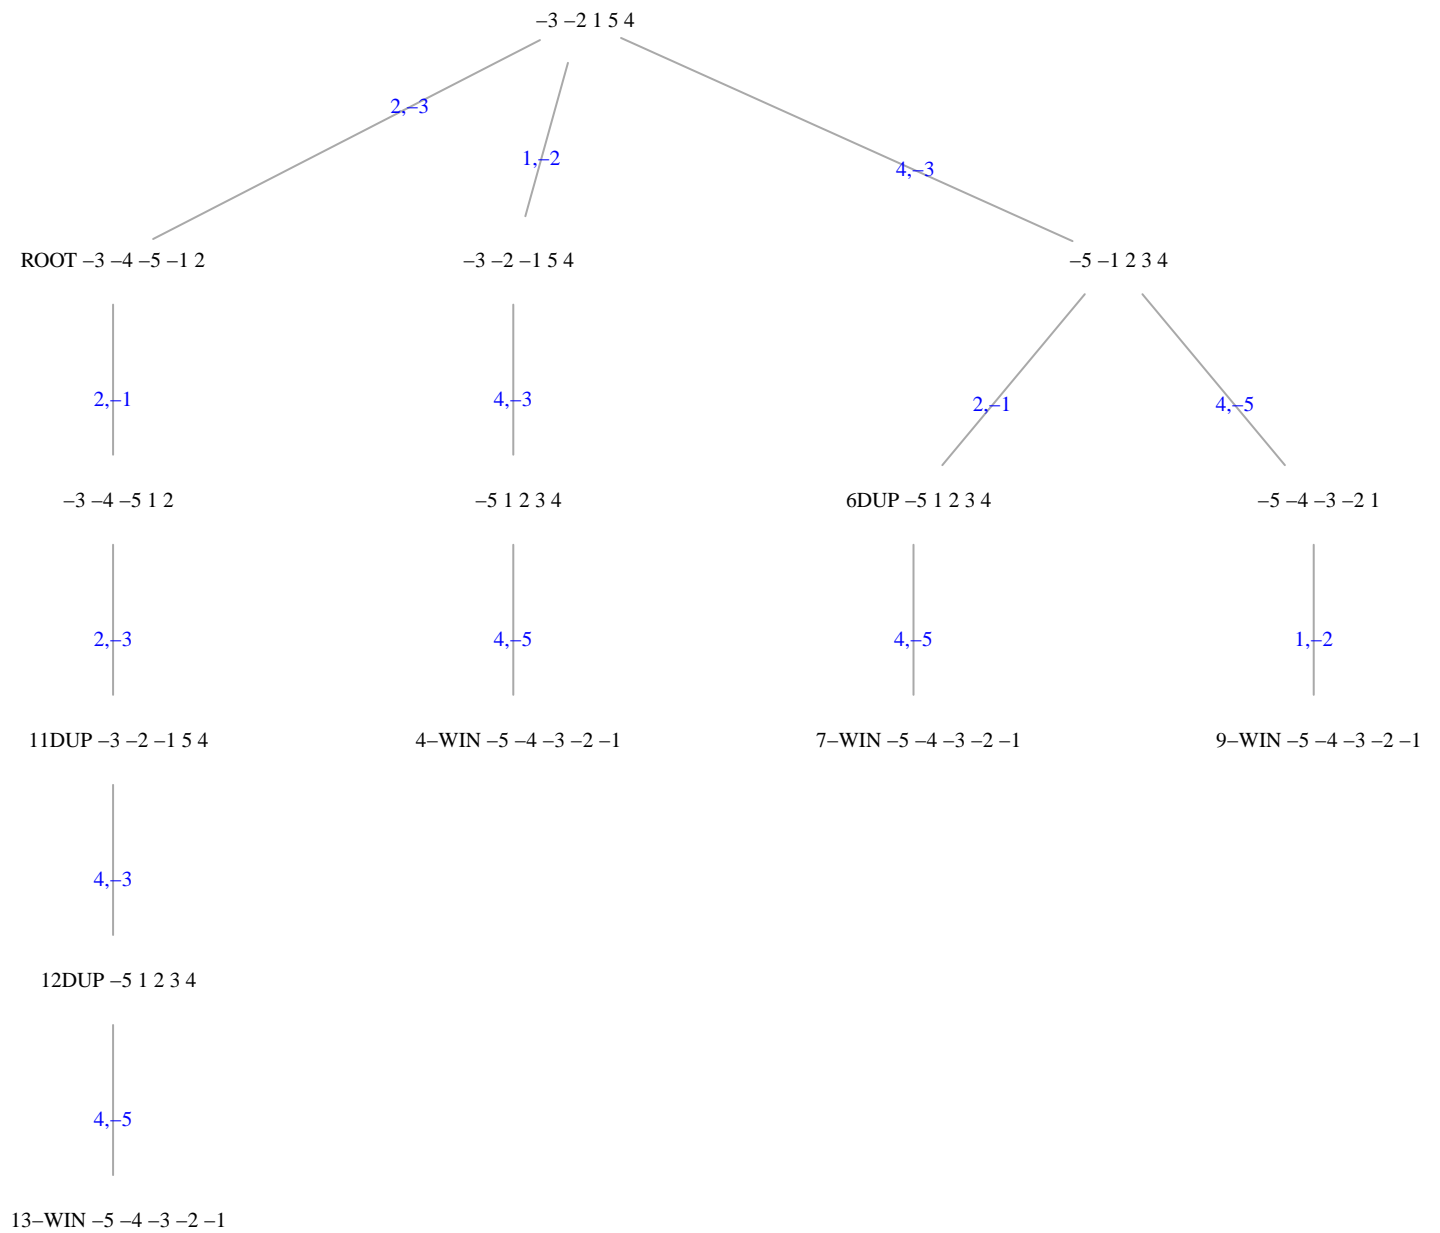 −3 −2 1 5 4
2,−3
1,−2
4,−3
ROOT −3 −4 −5 −1 2
−3 −2 −1 5 4
−5 −1 2 3 4
2,−1
4,−3
2,−1
4,−5
−3 −4 −5 1 2
−5 1 2 3 4
6DUP −5 1 2 3 4
−5 −4 −3 −2 1
2,−3
4,−5
4,−5
1,−2
11DUP −3 −2 −1 5 4
4−WIN −5 −4 −3 −2 −1
7−WIN −5 −4 −3 −2 −1
9−WIN −5 −4 −3 −2 −1
4,−3
12DUP −5 1 2 3 4
4,−5
13−WIN −5 −4 −3 −2 −1